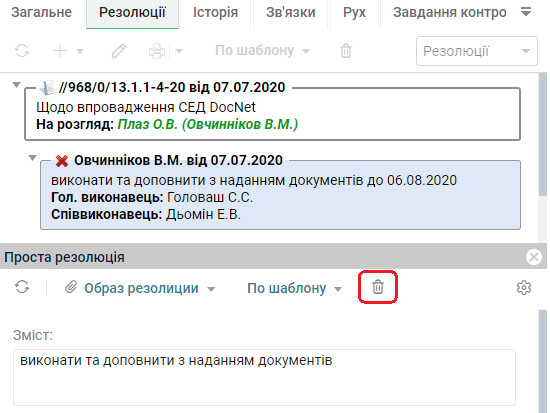 Загальне Резолюції Історія Зв'язки Рух Завдання контро
По шаблону Резолюції
//968/0/13.1.1-4-20 від 07.07.2020
Щодо впровадження СЕД DocNet
На розгляд: Плаз О.В. (Овчинніков В.М.)
Овчинніков В.М. від 07.07.2020
виконати та доповнити з наданням документів до 06.08.2020
Гол. виконавець: Головаш С.С.
Співвиконавець: Дьомін Е.В.
Проста резолюція
Образ резолиции По шаблону
Зміст:
виконати та доповнити з наданням документів